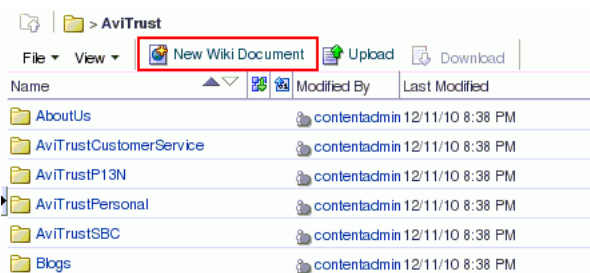 > AviTrust
File View New Wiki Document Upload Download
Name Modified By Last Modified
AboutUs contentadmin 12/11/10 8:38 PM
AviTrustCustomerService contentadmin 12/11/10 8:38 PM
AviTrustP13N contentadmin 12/11/10 8:38 PM
AviTrustPersonal contentadmin 12/11/10 8:38 PM
AviTrustSBC contentadmin 12/11/10 8:38 PM
Blogs contentadmin 12/11/10 8:38 PM